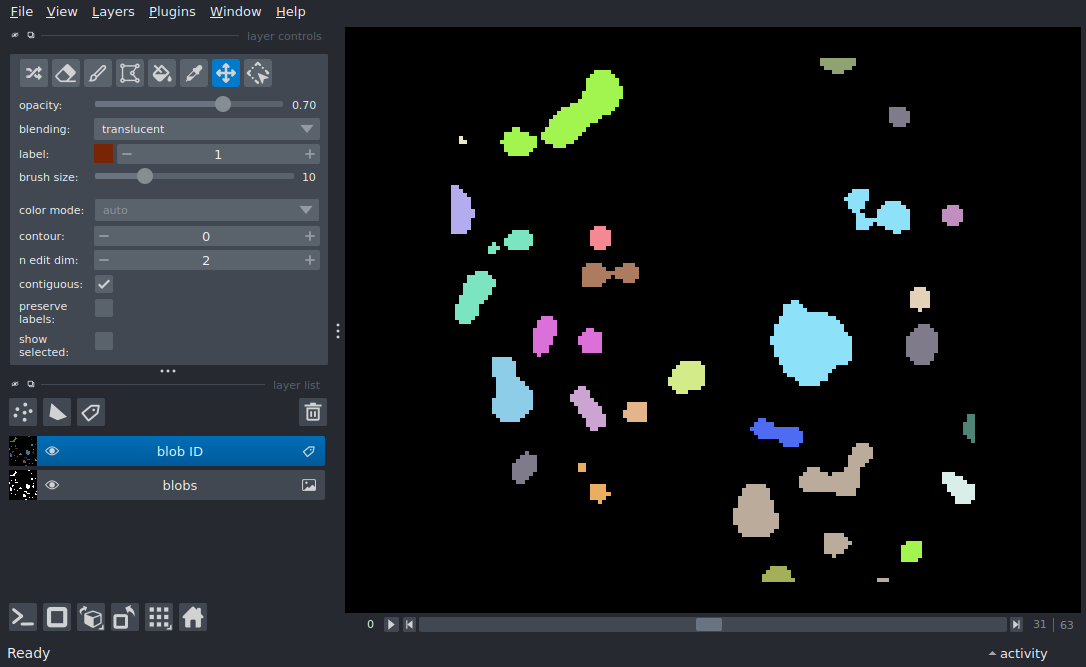 File View Layers Plugins Window Help
layer controls
opacity: 0.70
blending: translucent
label: 1
brush size: 10
color mode: auto
contour: 0
n edit dim: 2
contiguous:
preserve
labels:
show
selected:
layer list
blob ID
blobs
0 31 63
Ready activity